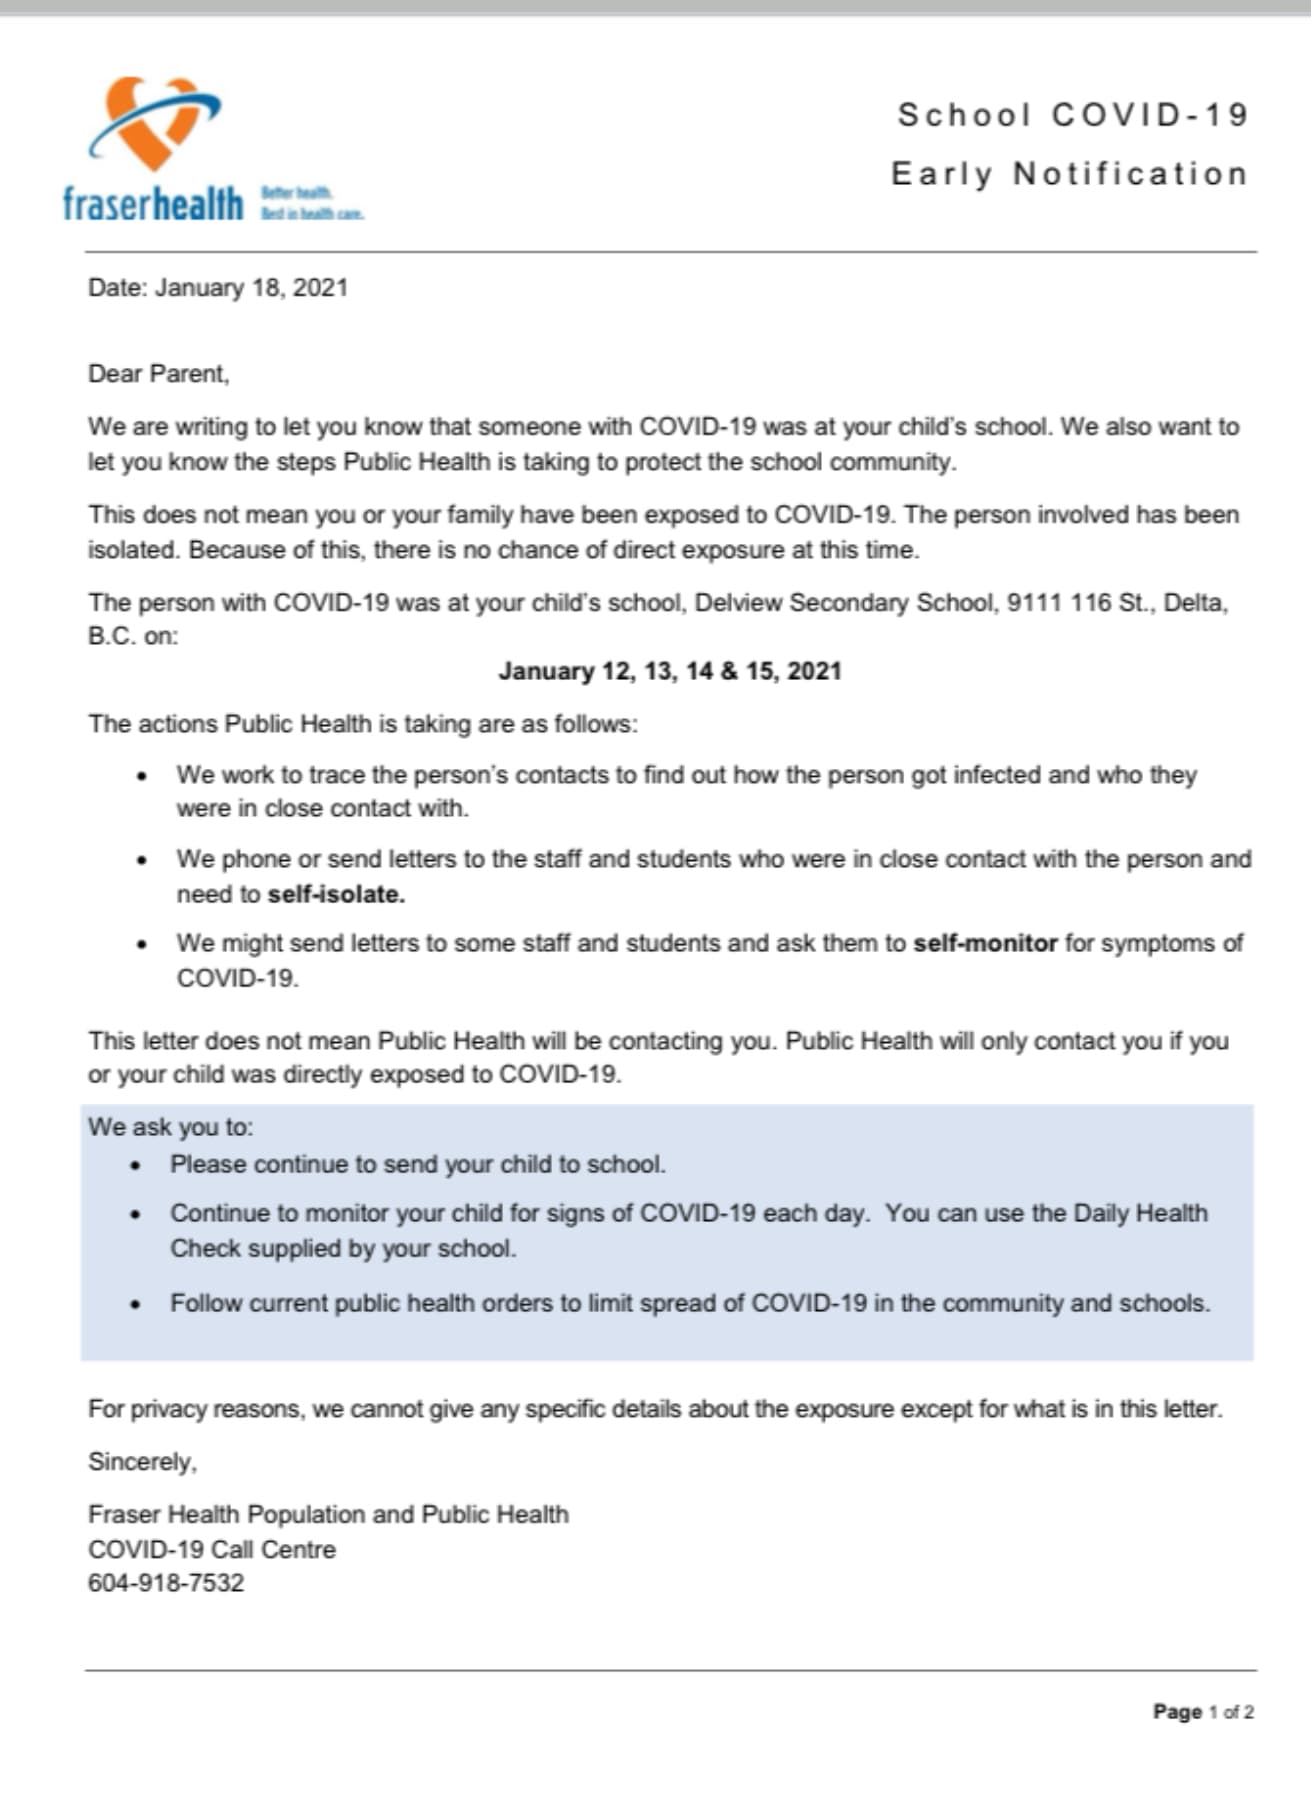 fraserhealth
Better health.
Best in health care.
School COVID-19
Early Notification
Date: January 18, 2021
Dear Parent,
We are writing to let you know that someone with COVID-19 was at your child's school. We also want to
let you know the steps Public Health is taking to protect the school community.
This does not mean you or your family have been exposed to COVID-19. The person involved has been
isolated. Because of this, there is no chance of direct exposure at this time.
The person with COVID-19 was at your child's school, Delview Secondary School, 9111 116 St., Delta,
B.C. on:
January 12, 13, 14 & 15, 2021
The actions Public Health is taking are as follows:
• We work to trace the person's contacts to find out how the person got infected and who they
were in close contact with.
• We phone or send letters to the staff and students who were in close contact with the person and
need to self-isolate.
• We might send letters to some staff and students and ask them to self-monitor for symptoms of
COVID-19.
This letter does not mean Public Health will be contacting you. Public Health will only contact you if you
or your child was directly exposed to COVID-19.
We ask you to:
• Please continue to send your child to school.
• Continue to monitor your child for signs of COVID-19 each day. You can use the Daily Health
Check supplied by your school.
• Follow current public health orders to limit spread of COVID-19 in the community and schools.
For privacy reasons, we cannot give any specific details about the exposure except for what is in this letter.
Sincerely,
Fraser Health Population and Public Health
COVID-19 Call Centre
604-918-7532
Page 1 of 2